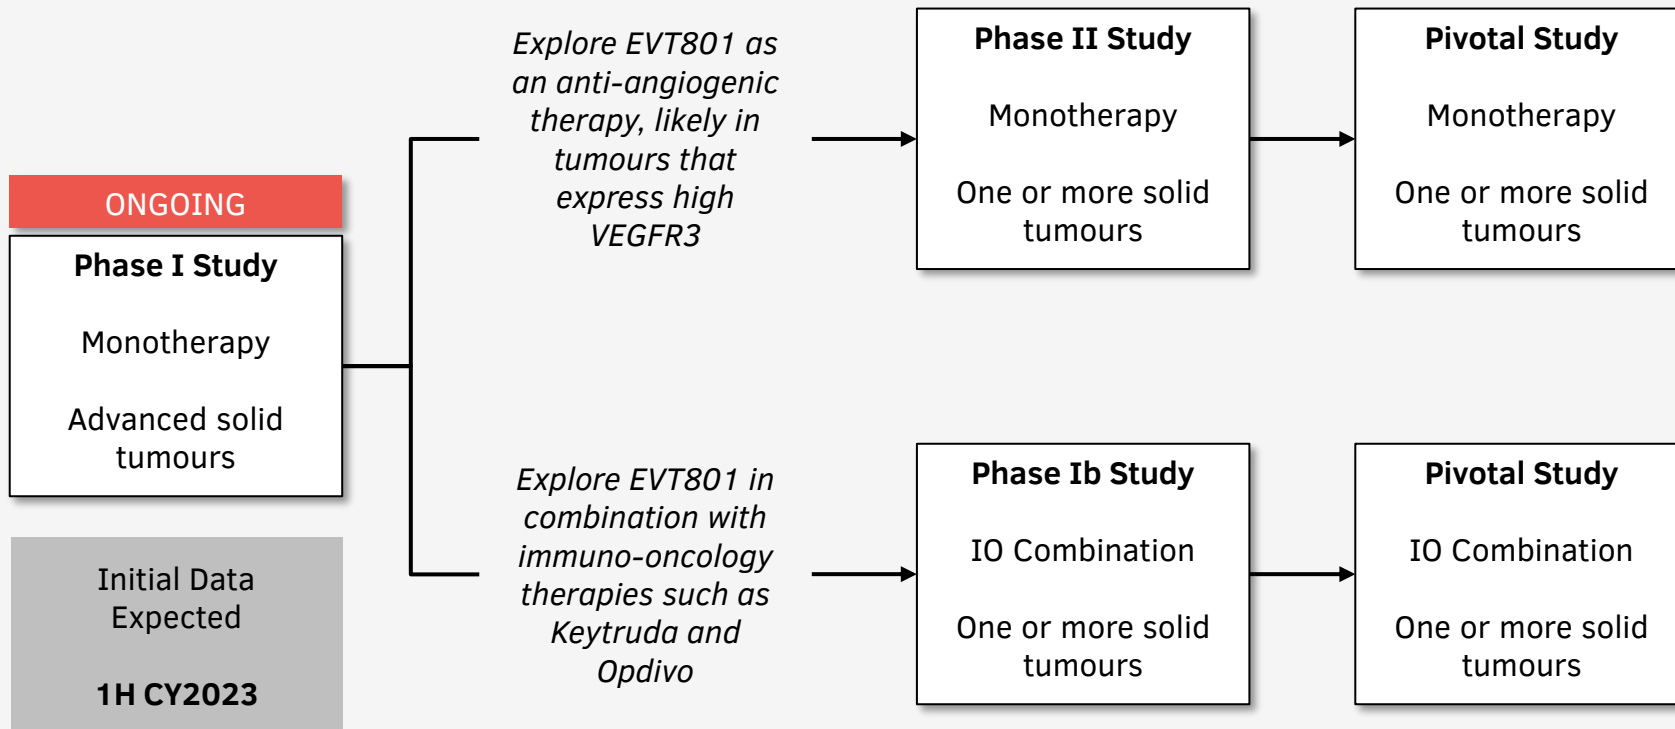 ONGOING
Phase I Study
Monotherapy
Advanced solid
tumours
Initial Data
Expected
1H CY2023
Explore EVT801 as
an anti-angiogenic
therapy, likely in
tumours that
express high
VEGFR3
Phase II Study
Monotherapy
One or more solid
tumours
Pivotal Study
Monotherapy
One or more solid
tumours
Explore EVT801 in
combination with
immuno-oncology
therapies such as
Keytruda and
Opdivo
Phase Ib Study
IO Combination
One or more solid
tumours
Pivotal Study
IO Combination
One or more solid
tumours